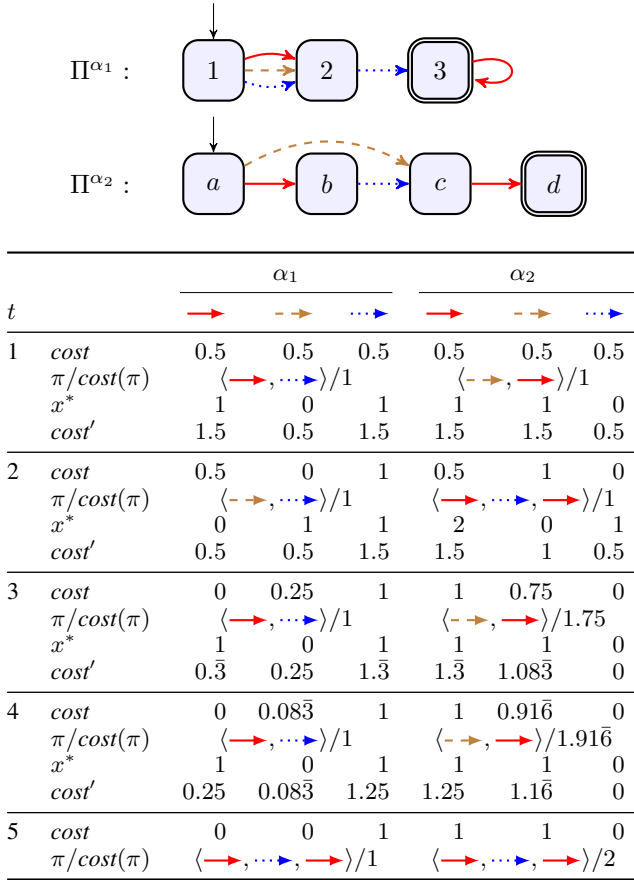 Π^{α₁} : 1 2 3
Π^{α₂} : a b c d
α₁ α₂
t
1 cost 0.5 0.5 0.5 0.5 0.5 0.5
π/cost(π) ⟨ , ⟩/1 ⟨ , ⟩/1
x* 1 0 1 1 1 0
cost′ 1.5 0.5 1.5 1.5 1.5 0.5
2 cost 0.5 0 1 0.5 1 0
π/cost(π) ⟨ , ⟩/1 ⟨ , , ⟩/1
x* 0 1 1 2 0 1
cost′ 0.5 0.5 1.5 1.5 1 0.5
3 cost 0 0.25 1 1 0.75 0
π/cost(π) ⟨ , ⟩/1 ⟨ , ⟩/1.75
x* 1 0 1 1 1 0
cost′ 0.3̄ 0.25 1.3̄ 1.3̄ 1.083̄ 0
4 cost 0 0.083̄ 1 1 0.916̄ 0
π/cost(π) ⟨ , ⟩/1 ⟨ , ⟩/1.916̄
x* 1 0 1 1 1 0
cost′ 0.25 0.083̄ 1.25 1.25 1.16̄ 0
5 cost 0 0 1 1 1 0
π/cost(π) ⟨ , , ⟩/1 ⟨ , , ⟩/2